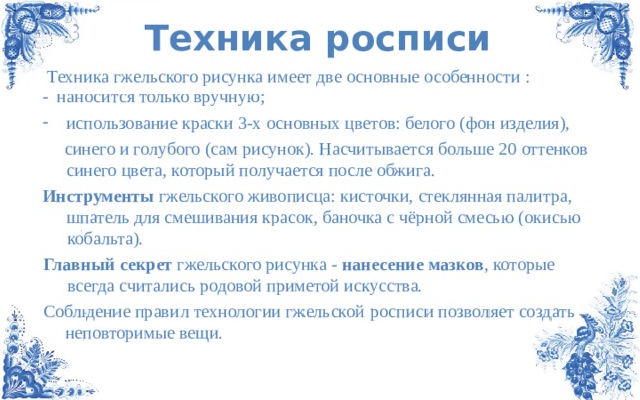 Техника росписи
Техника гжельского рисунка имеет две основные особенности :
- наносится только вручную;
- использование краски 3-х основных цветов: белого (фон изделия),
синего и голубого (сам рисунок). Насчитывается больше 20 оттенков
синего цвета, который получается после обжига.
Инструменты гжельского живописца: кисточки, стеклянная палитра,
шпатель для смешивания красок, баночка с чёрной смесью (окисью
кобальта).
Главный секрет гжельского рисунка - нанесение мазков, которые
всегда считались родовой приметой искусства.
Соблюдение правил технологии гжельской росписи позволяет создать
неповторимые вещи.